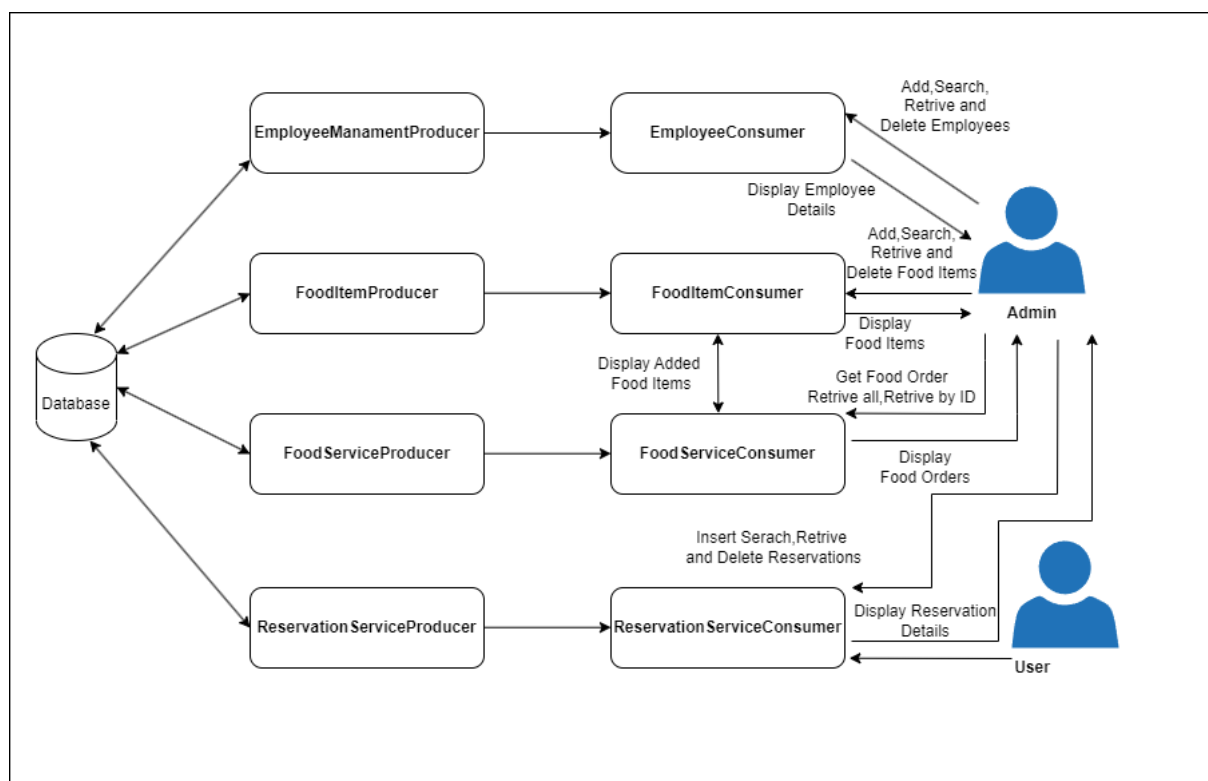 EmployeeManamentProducer
EmployeeConsumer
Add,Search,
Retrive and
Delete Employees
Display Employee
Details
Add,Search,
Retrive and
Delete Food Items
FoodItemProducer
FoodItemConsumer
Admin
Display
Food Items
Database
Display Added
Food Items
Get Food Order
Retrive all,Retrive by ID
FoodServiceProducer
FoodServiceConsumer
Display
Food Orders
Insert Serach,Retrive
and Delete Reservations
ReservationServiceProducer
ReservationServiceConsumer
Display Reservation
Details
User